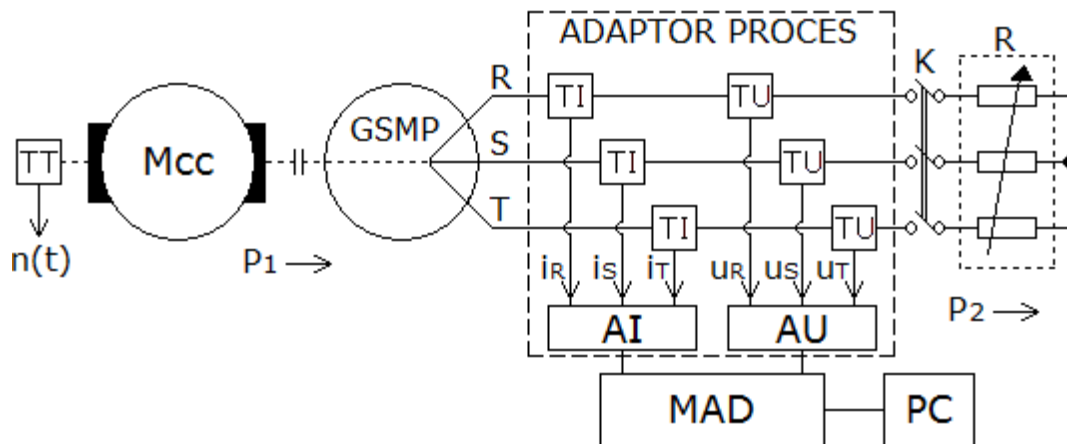 ADAPTOR PROCES
R
TI
TU
K
R
GSMP
S
TI
TU
TT
Mcc
T
TI
TU
n(t)
P1
iR iS iT uR uS uT
P2
AI AU
MAD PC